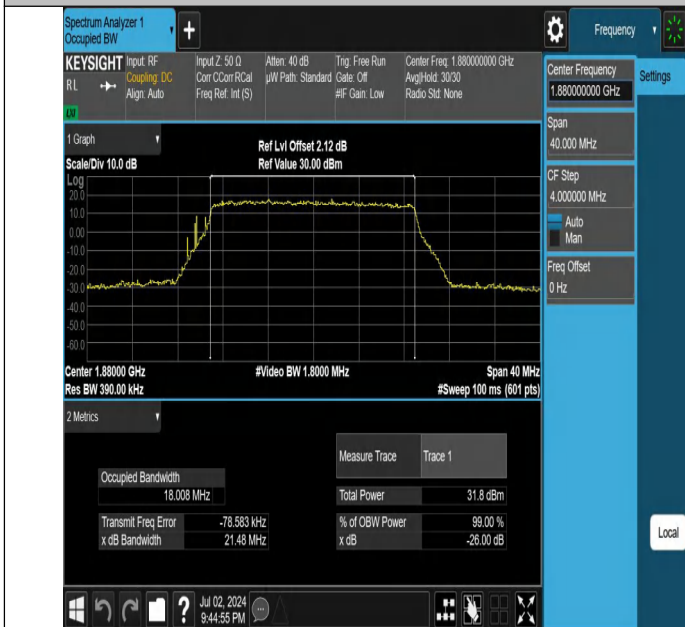 Spectrum Analyzer 1
Occupied BW
Frequency
KEYSIGHT
RL
Input: RF
Coupling: DC
Align: Auto
Input Z: 50 Ω
Corr CCorr RCal
Freq Ref: Int (S)
Atten: 40 dB
µW Path: Standard
Trig: Free Run
Gate: Off
#IF Gain: Low
Center Freq: 1.880000000 GHz
Avg|Hold: 30/30
Radio Std: None
LXI
Center Frequency
1.880000000 GHz
Settings
Span
40.000 MHz
CF Step
4.000000 MHz
Auto
Man
Freq Offset
0 Hz
1 Graph
Scale/Div 10.0 dB
Ref Lvl Offset 2.12 dB
Ref Value 30.00 dBm
Log
20.0
10.0
0.00
-10.0
-20.0
-30.0
-40.0
-50.0
-60.0
Center 1.88000 GHz
Res BW 390.00 kHz
#Video BW 1.8000 MHz
Span 40 MHz
#Sweep 100 ms (601 pts)
2 Metrics
Occupied Bandwidth
18.008 MHz
Transmit Freq Error -78.583 kHz
x dB Bandwidth 21.48 MHz
Measure Trace Trace 1
Total Power 31.8 dBm
% of OBW Power 99.00 %
x dB -26.00 dB
Local
Jul 02, 2024
9:44:55 PM